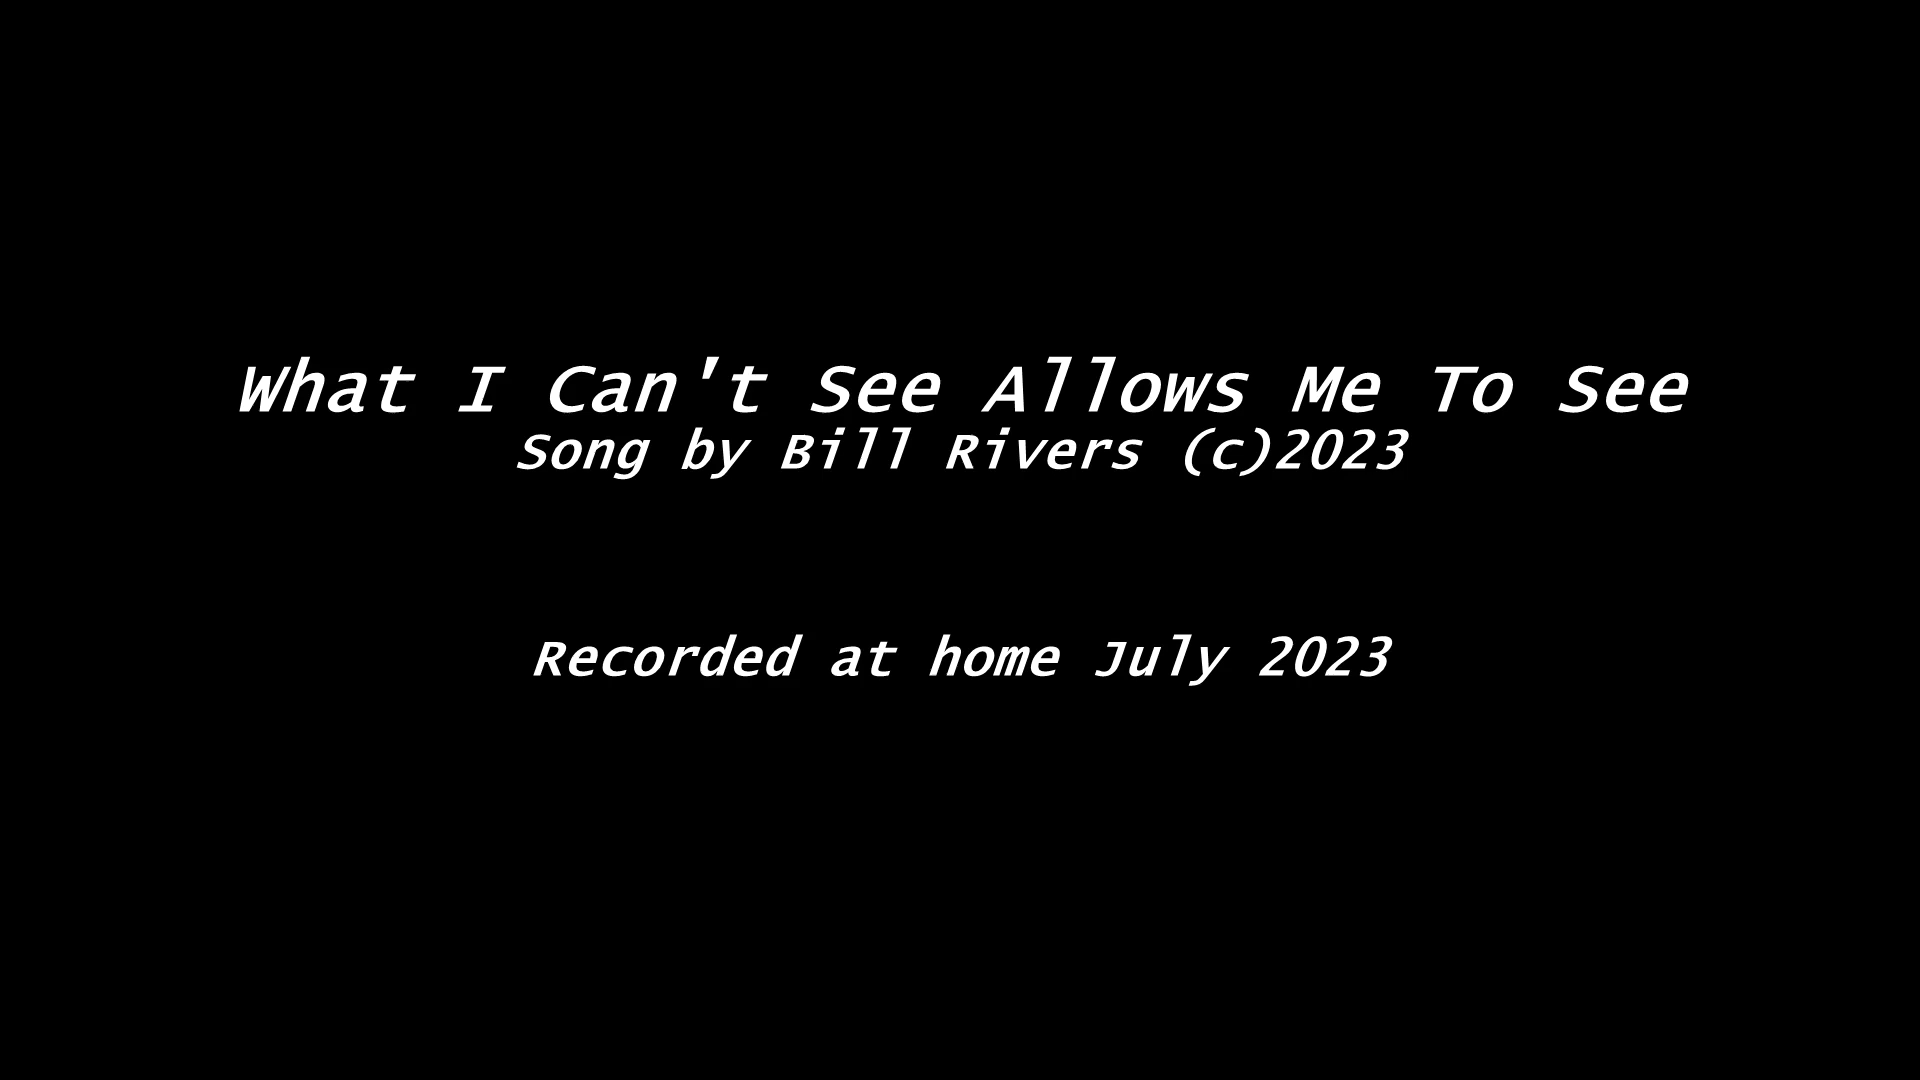 What I Can't See Allows Me To See
Song by Bill Rivers (c)2023
Recorded at home July 2023